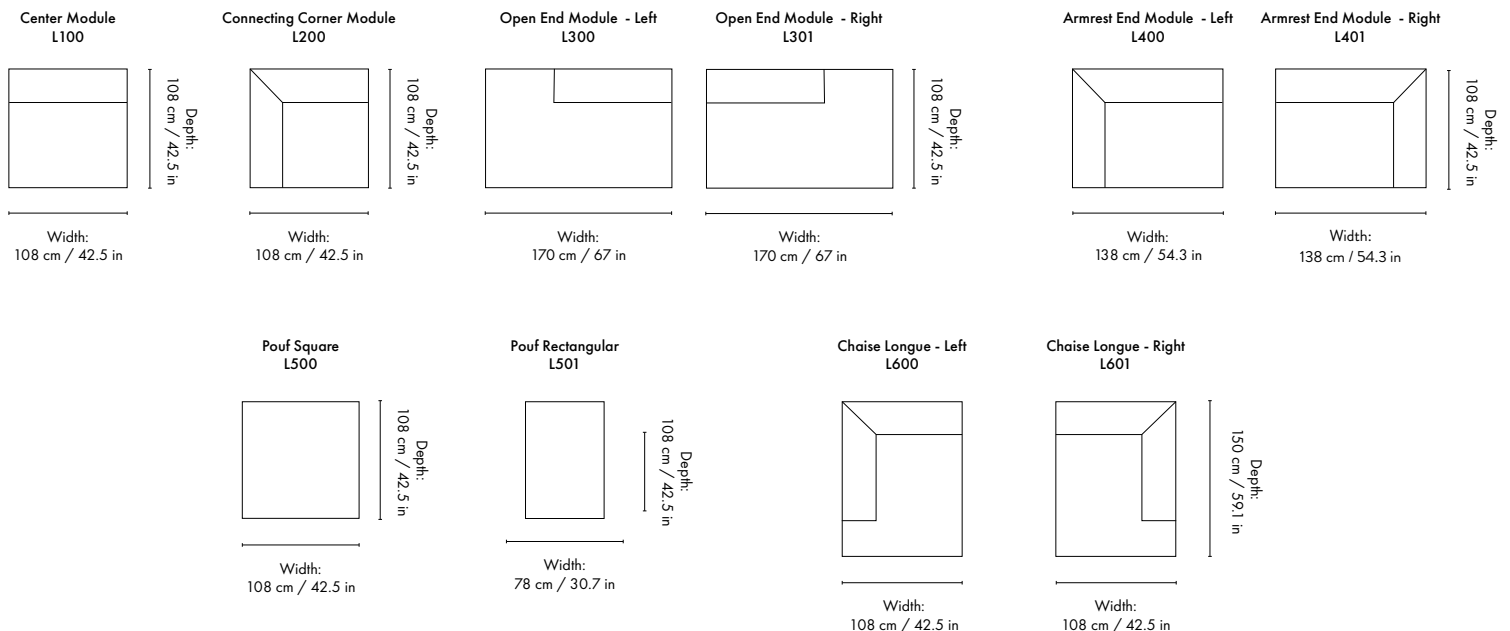 Center Module
L100
Depth:
108 cm / 42.5 in
Width:
108 cm / 42.5 in
Connecting Corner Module
L200
Depth:
108 cm / 42.5 in
Width:
108 cm / 42.5 in
Open End Module - Left
L300
Width:
170 cm / 67 in
Open End Module - Right
L301
Depth:
108 cm / 42.5 in
Width:
170 cm / 67 in
Armrest End Module - Left
L400
Width:
138 cm / 54.3 in
Armrest End Module - Right
L401
Depth:
108 cm / 42.5 in
Width:
138 cm / 54.3 in
Pouf Square
L500
Depth:
108 cm / 42.5 in
Width:
108 cm / 42.5 in
Pouf Rectangular
L501
Depth:
108 cm / 42.5 in
Width:
78 cm / 30.7 in
Chaise Longue - Left
L600
Width:
108 cm / 42.5 in
Chaise Longue - Right
L601
Depth:
150 cm / 59.1 in
Width:
108 cm / 42.5 in